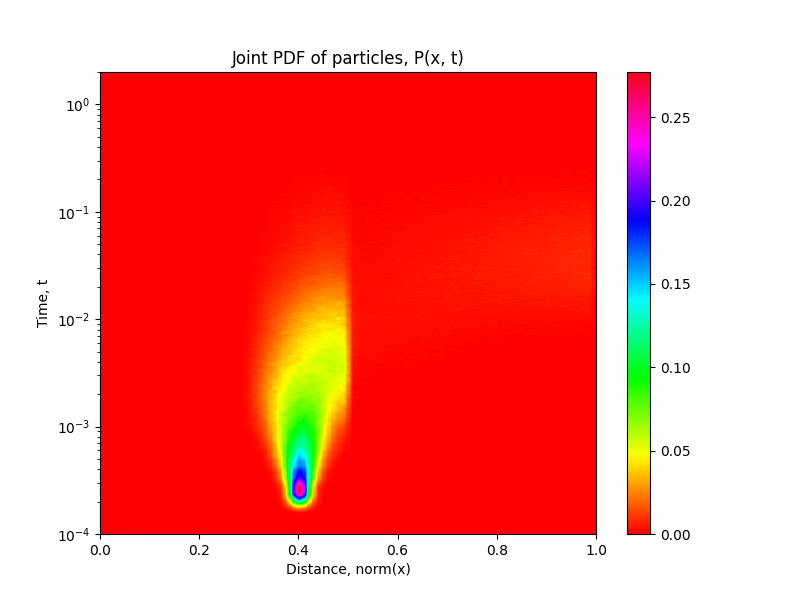 Joint PDF of particles, P(x, t)
10⁰
10⁻¹
10⁻²
10⁻³
10⁻⁴
Time, t
0.0 0.2 0.4 0.6 0.8 1.0
Distance, norm(x)
0.25
0.20
0.15
0.10
0.05
0.00